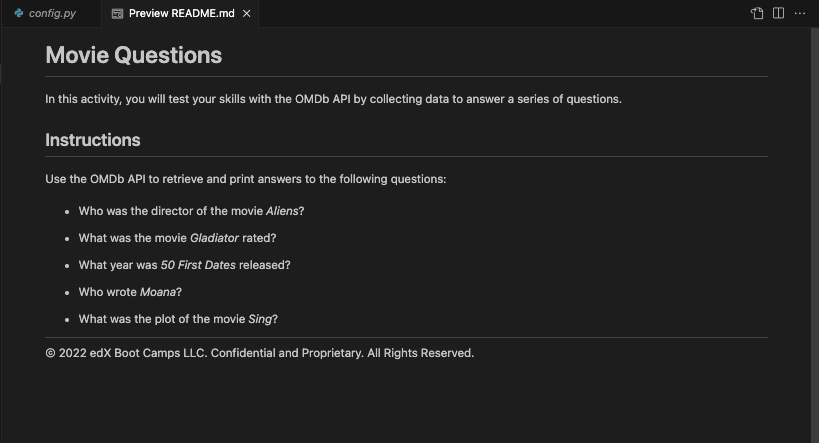 config.py
Preview README.md
Movie Questions
In this activity, you will test your skills with the OMDb API by collecting data to answer a series of questions.
Instructions
Use the OMDb API to retrieve and print answers to the following questions:
• Who was the director of the movie Aliens?
• What was the movie Gladiator rated?
• What year was 50 First Dates released?
• Who wrote Moana?
• What was the plot of the movie Sing?
© 2022 edX Boot Camps LLC. Confidential and Proprietary. All Rights Reserved.